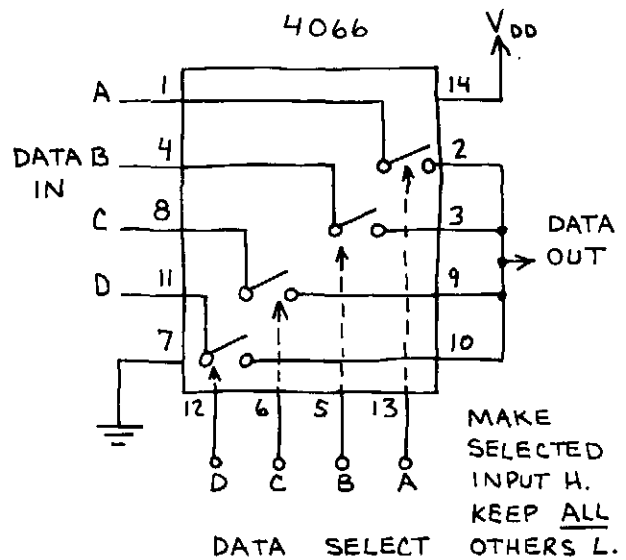 4066
V DD
A 1 14
DATA B 4 2
IN
C 8 3 DATA
OUT
D 11 9
7 10
12 6 5 13
D C B A
DATA SELECT
MAKE
SELECTED
INPUT H.
KEEP ALL
OTHERS L.